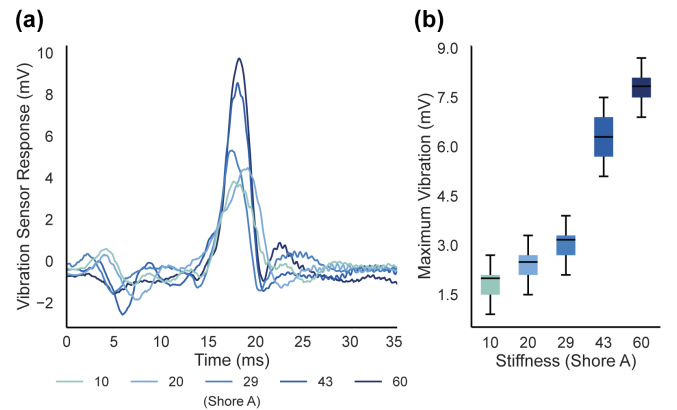 (a)
Vibration Sensor Response (mV)
10
8
6
4
2
0
−2
0 5 10 15 20 25 30 35
Time (ms)
10 20 29 43 60
(Shore A)
(b)
Maximum Vibration (mV)
9.0
7.5
6.0
4.5
3.0
1.5
10 20 29 43 60
Stiffness (Shore A)